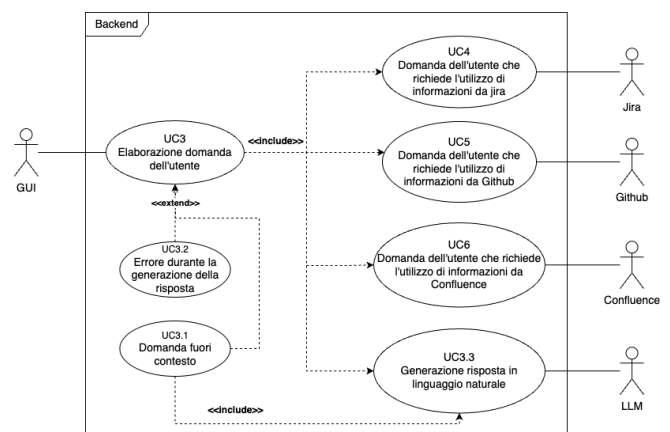 Backend
UC4
Domanda dell'utente che
richiede l'utilizzo di
informazioni da jira
Jira
UC3
Elaborazione domanda
dell'utente
<<include>>
UC5
Domanda dell'utente che
richiede l'utilizzo di
informazioni da Github
GUI
Github
<<extend>>
UC3.2
Errore durante la
generazione della
risposta
UC6
Domanda dell'utente che richiede
l'utilizzo di informazioni da
Confluence
Confluence
UC3.1
Domanda fuori
contesto
UC3.3
Generazione risposta in
linguaggio naturale
<<include>>
LLM